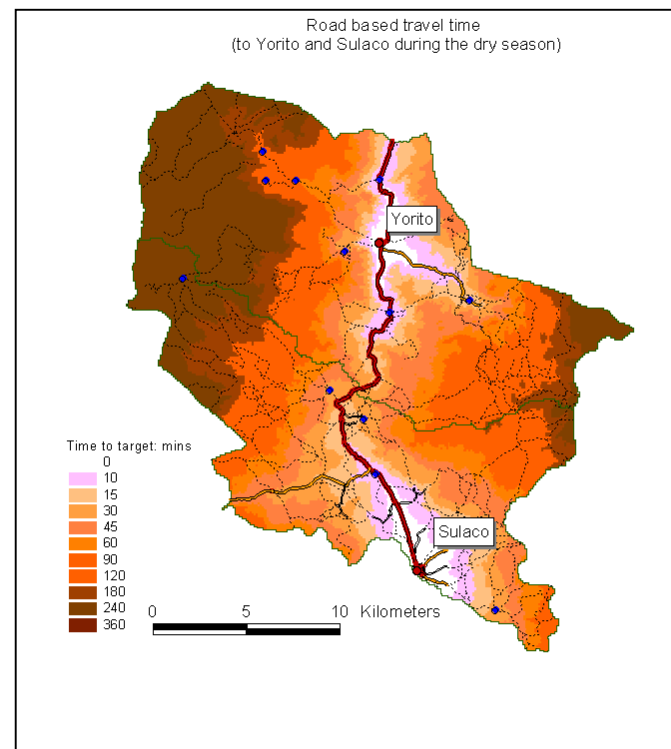 Road based travel time
(to Yorito and Sulaco during the dry season)
Yorito
Sulaco
Time to target: mins
0
10
15
30
45
60
90
120
180
240
360
0 5 10 Kilometers